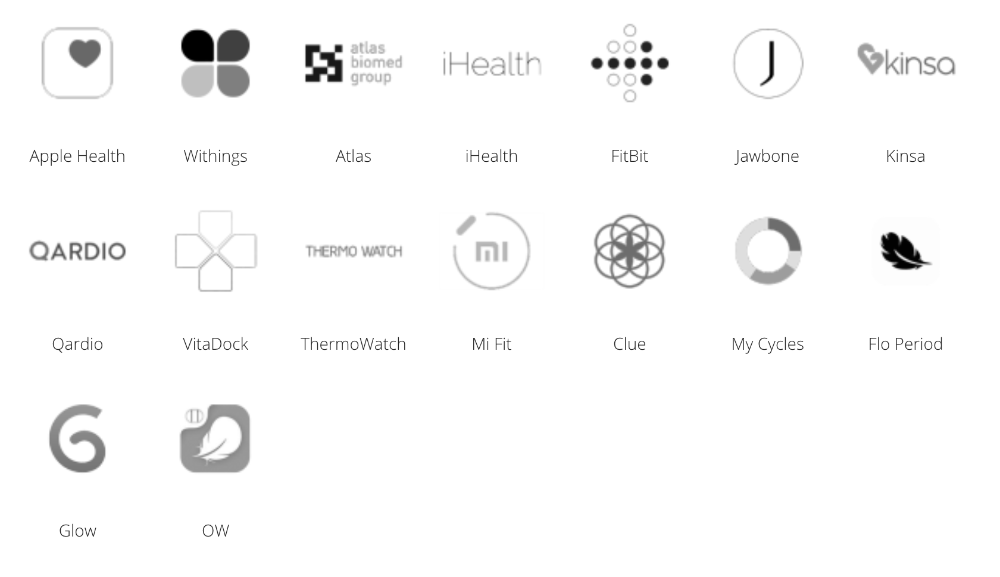 atlas
biomed
group
iHealth
kinsa
Apple Health
Withings
Atlas
iHealth
FitBit
Jawbone
Kinsa
QARDIO
THERMO WATCH
MI
Qardio
VitaDock
ThermoWatch
Mi Fit
Clue
My Cycles
Flo Period
Glow
OW